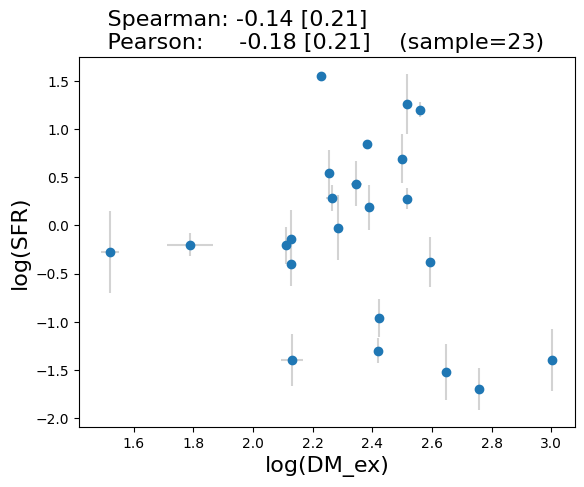 Spearman: -0.14 [0.21]
Pearson: -0.18 [0.21] (sample=23)
log(SFR)
1.5
1.0
0.5
0.0
−0.5
−1.0
−1.5
−2.0
1.6 1.8 2.0 2.2 2.4 2.6 2.8 3.0
log(DM_ex)